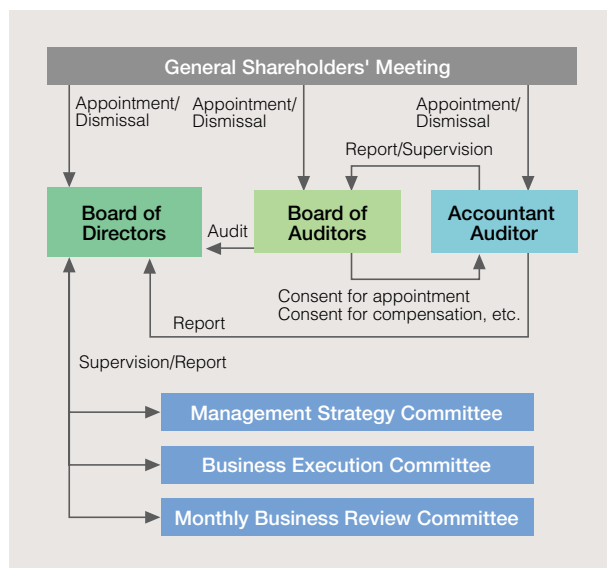 General Shareholders' Meeting
Appointment/
Dismissal
Appointment/
Dismissal
Appointment/
Dismissal
Report/Supervision
Board of
Directors
Audit
Board of
Auditors
Accountant
Auditor
Consent for appointment
Consent for compensation, etc.
Report
Supervision/Report
Management Strategy Committee
Business Execution Committee
Monthly Business Review Committee